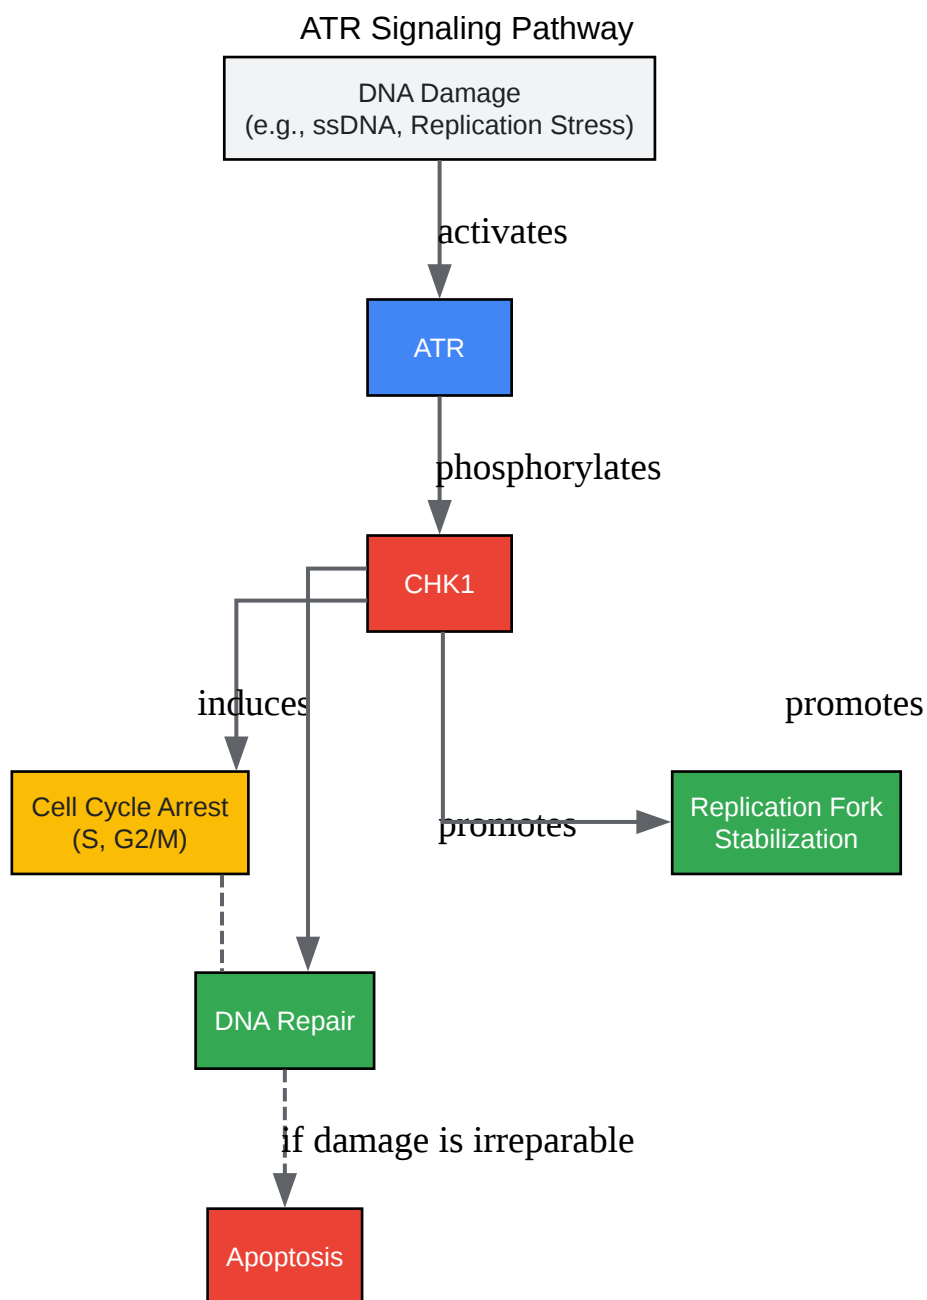 ATR Signaling Pathway
DNA Damage
(e.g., ssDNA, Replication Stress)
activates
ATR
phosphorylates
CHK1
induces
promotes
Cell Cycle Arrest
(S, G2/M)
promotes
Replication Fork
Stabilization
DNA Repair
if damage is irreparable
Apoptosis